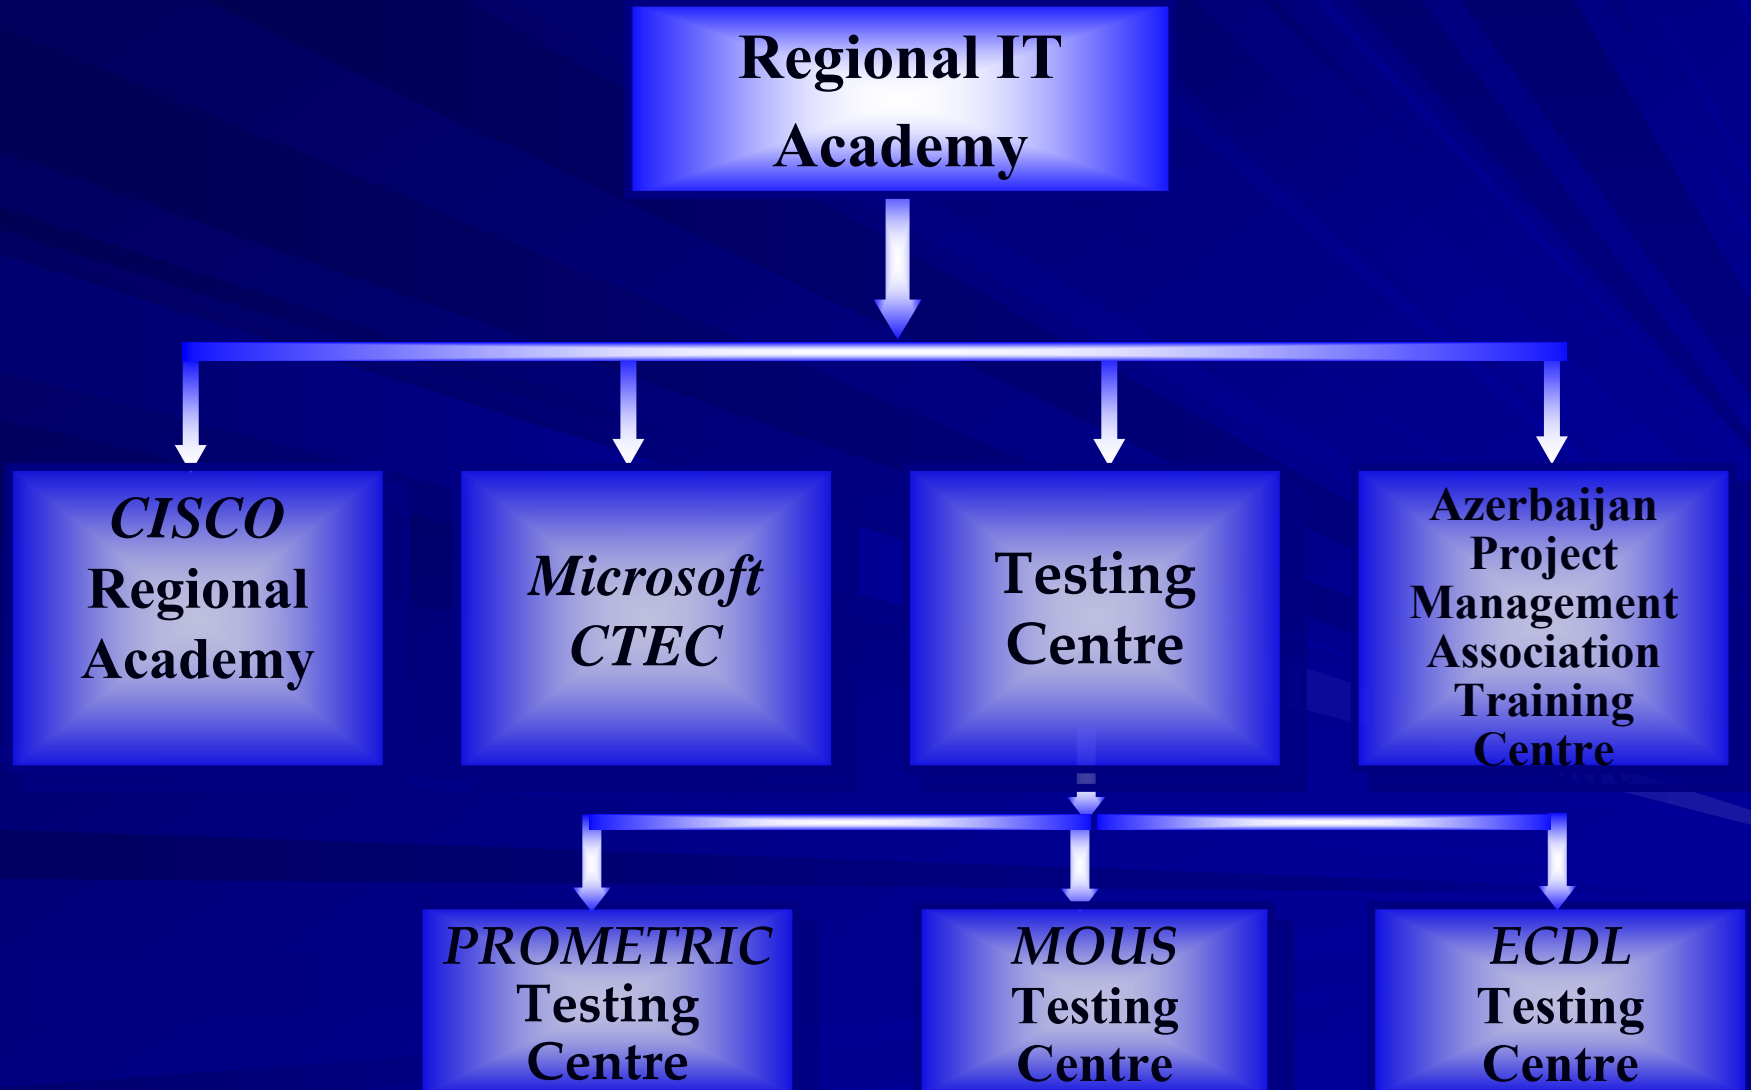 Regional IT
Academy
CISCO
Regional
Academy
Microsoft
CTEC
Testing
Centre
Azerbaijan
Project
Management
Association
Training
Centre
PROMETRIC
Testing
Centre
MOUS
Testing
Centre
ECDL
Testing
Centre